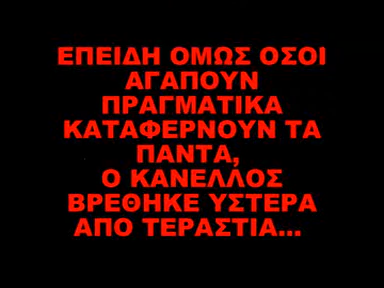 ΕΠΕΙΔΗ ΟΜΩΣ ΟΣΟΙ
ΑΓΑΠΟΥΝ
ΠΡΑΓΜΑΤΙΚΑ
ΚΑΤΑΦΕΡΝΟΥΝ ΤΑ
ΠΑΝΤΑ,
Ο ΚΑΝΕΛΛΟΣ
ΒΡΕΘΗΚΕ ΥΣΤΕΡΑ
ΑΠΟ ΤΕΡΑΣΤΙΑ...